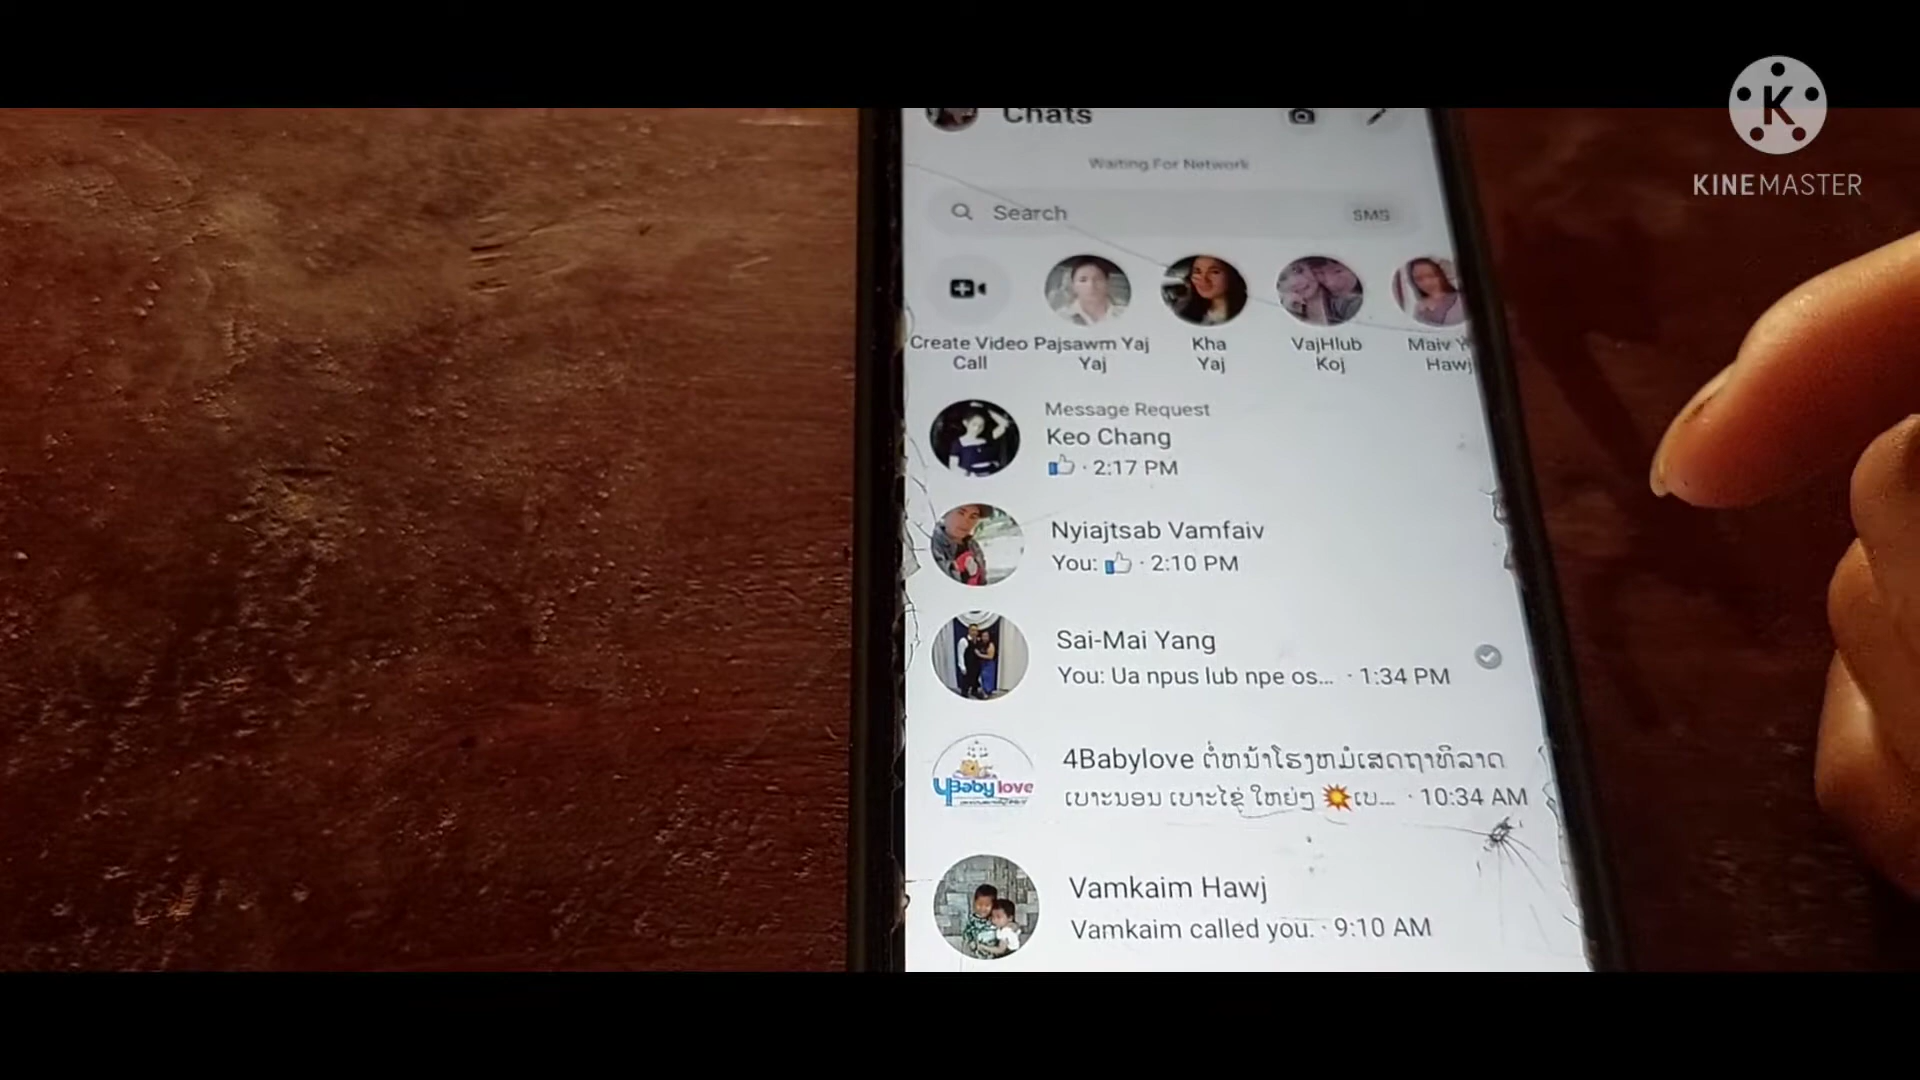 KINEMASTER
Chats
Waiting For Network
Search
SMS
Create Video Call
Pajsawm Yaj Yaj
Kha Yaj
VajHlub Koj
Maiv Y
Hawj
Message Request
Keo Chang
· 2:17 PM
Nyiajtsab Vamfaiv
You: 👍 · 2:10 PM
Sai-Mai Yang
You: Ua npus lub npe os... · 1:34 PM
4Babylove ຕໍ່ຫນ້າໂຮງຫມໍເສດຖາທິລາດ
ເບາະນອນ ເບາະໄຂ່ ໃຫຍ່ໆ 💥ເບ... · 10:34 AM
4Baby love
Vamkaim Hawj
Vamkaim called you. · 9:10 AM